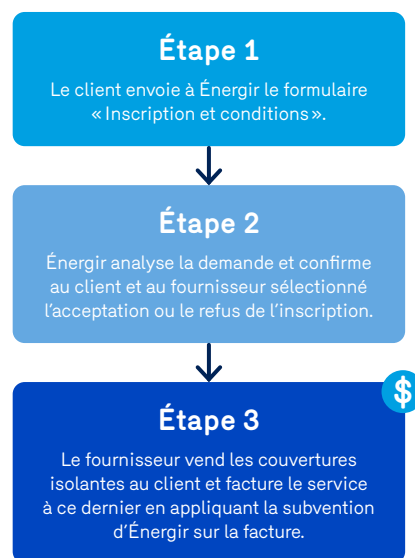 Étape 1
Le client envoie à Énergir le formulaire
« Inscription et conditions ».
Étape 2
Énergir analyse la demande et confirme
au client et au fournisseur sélectionné
l’acceptation ou le refus de l’inscription.
$
Étape 3
Le fournisseur vend les couvertures
isolantes au client et facture le service
à ce dernier en appliquant la subvention
d’Énergir sur la facture.